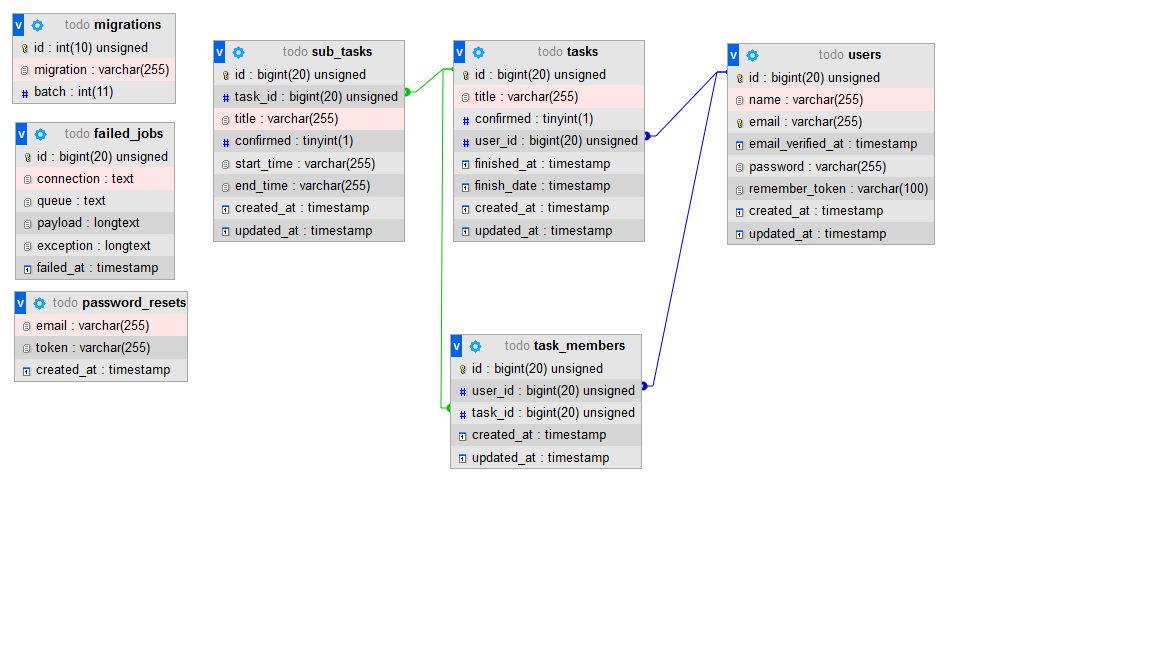 v todo migrations
id : int(10) unsigned
migration : varchar(255)
# batch : int(11)
v todo failed_jobs
id : bigint(20) unsigned
connection : text
queue : text
payload : longtext
exception : longtext
failed_at : timestamp
v todo password_resets
email : varchar(255)
token : varchar(255)
created_at : timestamp
v todo sub_tasks
id : bigint(20) unsigned
# task_id : bigint(20) unsigned
title : varchar(255)
# confirmed : tinyint(1)
start_time : varchar(255)
end_time : varchar(255)
created_at : timestamp
updated_at : timestamp
v todo tasks
id : bigint(20) unsigned
title : varchar(255)
# confirmed : tinyint(1)
# user_id : bigint(20) unsigned
finished_at : timestamp
finish_date : timestamp
created_at : timestamp
updated_at : timestamp
v todo users
id : bigint(20) unsigned
name : varchar(255)
email : varchar(255)
email_verified_at : timestamp
password : varchar(255)
remember_token : varchar(100)
created_at : timestamp
updated_at : timestamp
v todo task_members
id : bigint(20) unsigned
# user_id : bigint(20) unsigned
# task_id : bigint(20) unsigned
created_at : timestamp
updated_at : timestamp